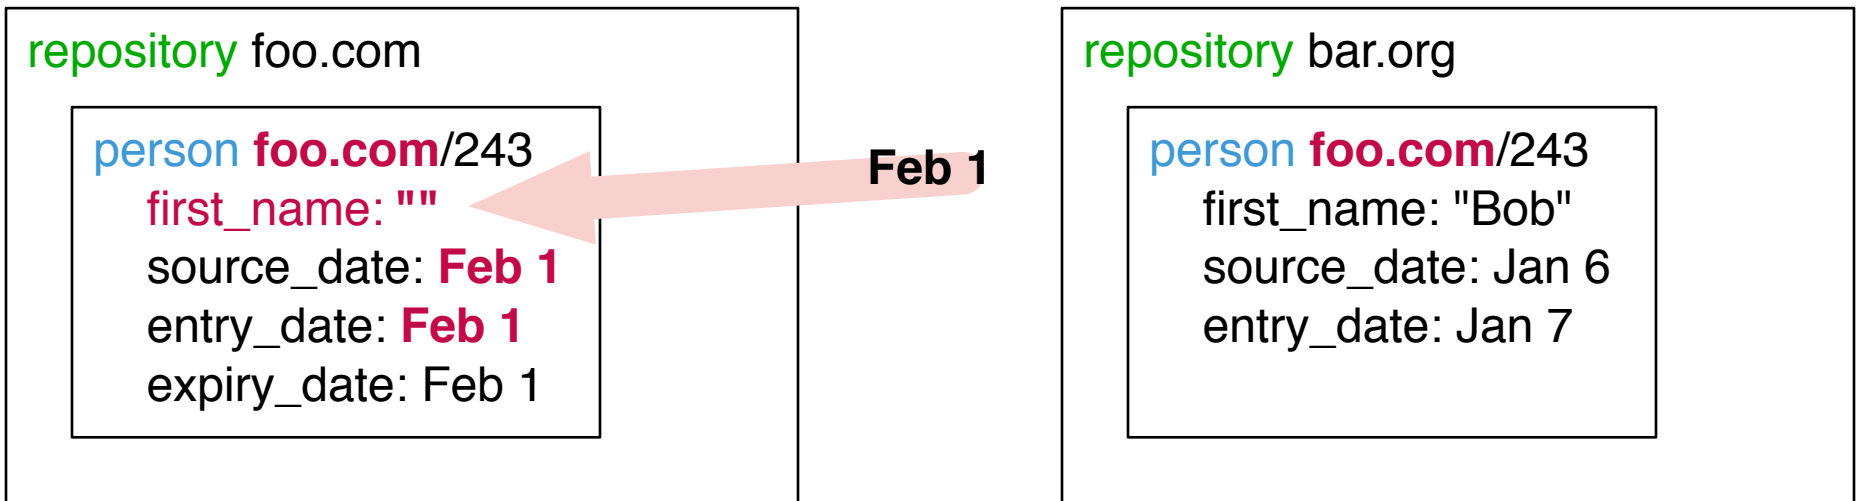 repository foo.com
person foo.com/243
first_name: ""
source_date: Feb 1
entry_date: Feb 1
expiry_date: Feb 1
Feb 1
repository bar.org
person foo.com/243
first_name: "Bob"
source_date: Jan 6
entry_date: Jan 7